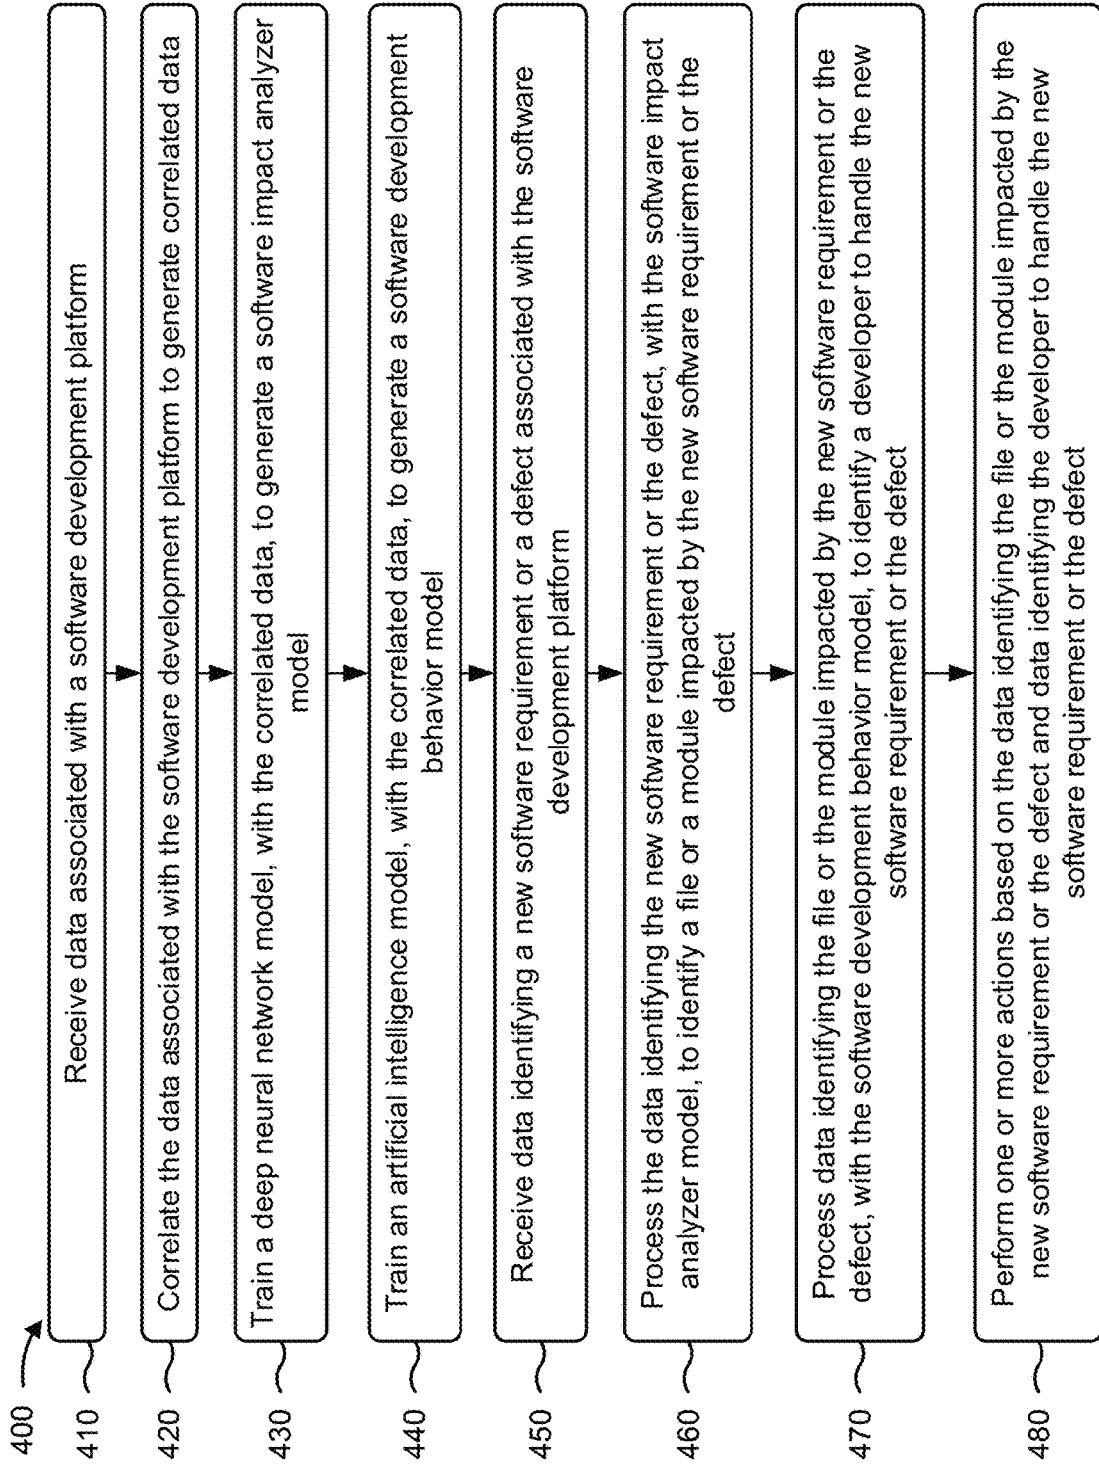 400
410
Receive data associated with a software development platform
420
Correlate the data associated with the software development platform to generate correlated data
430
Train a deep neural network model, with the correlated data, to generate a software impact analyzer
model
440
Train an artificial intelligence model, with the correlated data, to generate a software development
behavior model
450
Receive data identifying a new software requirement or a defect associated with the software
development platform
460
Process the data identifying the new software requirement or the defect, with the software impact
analyzer model, to identify a file or a module impacted by the new software requirement or the
defect
470
Process data identifying the file or the module impacted by the new software requirement or the
defect, with the software development behavior model, to identify a developer to handle the new
software requirement or the defect
480
Perform one or more actions based on the data identifying the file or the module impacted by the
new software requirement or the defect and data identifying the developer to handle the new
software requirement or the defect